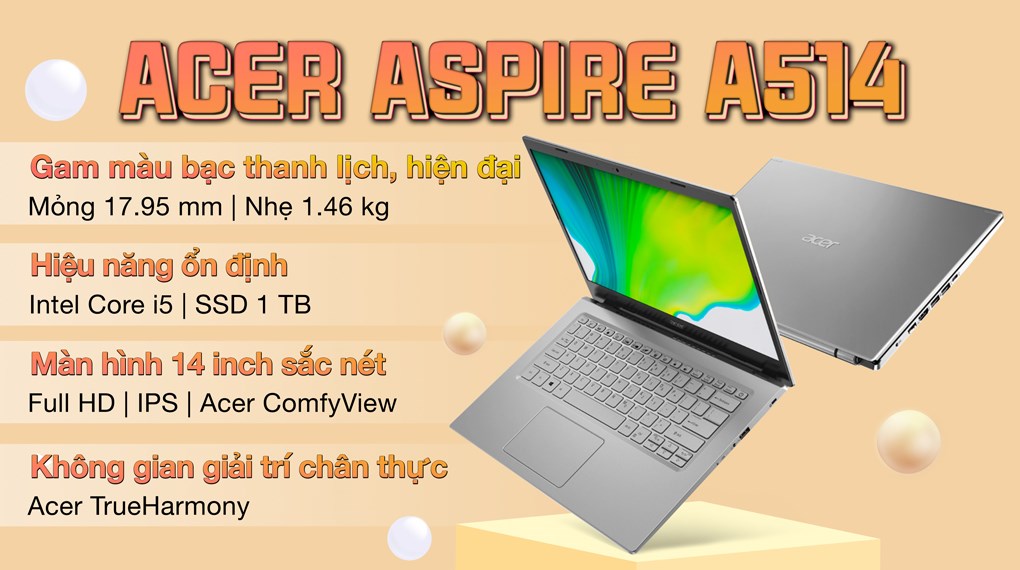 ACER ASPIRE A514
Gam màu bạc thanh lịch, hiện đại
Mỏng 17.95 mm | Nhẹ 1.46 kg
Hiệu năng ổn định
Intel Core i5 | SSD 1 TB
Màn hình 14 inch sắc nét
Full HD | IPS | Acer ComfyView
Không gian giải trí chân thực
Acer TrueHarmony
acer
acer